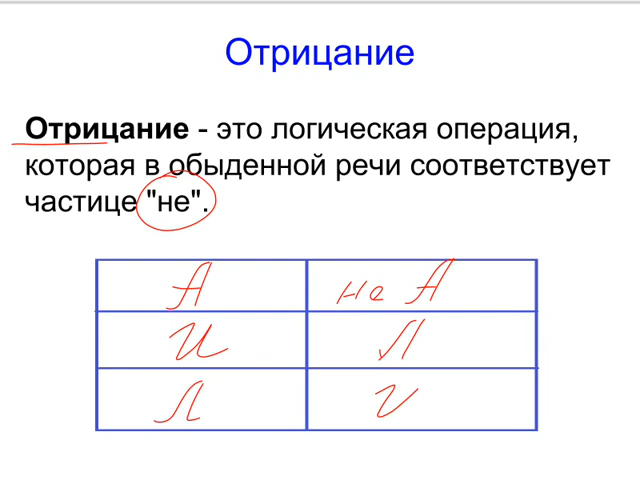 Отрицание
Отрицание - это логическая операция,
которая в обыденной речи соответствует
частице "не".
А не А
И Л
Л И